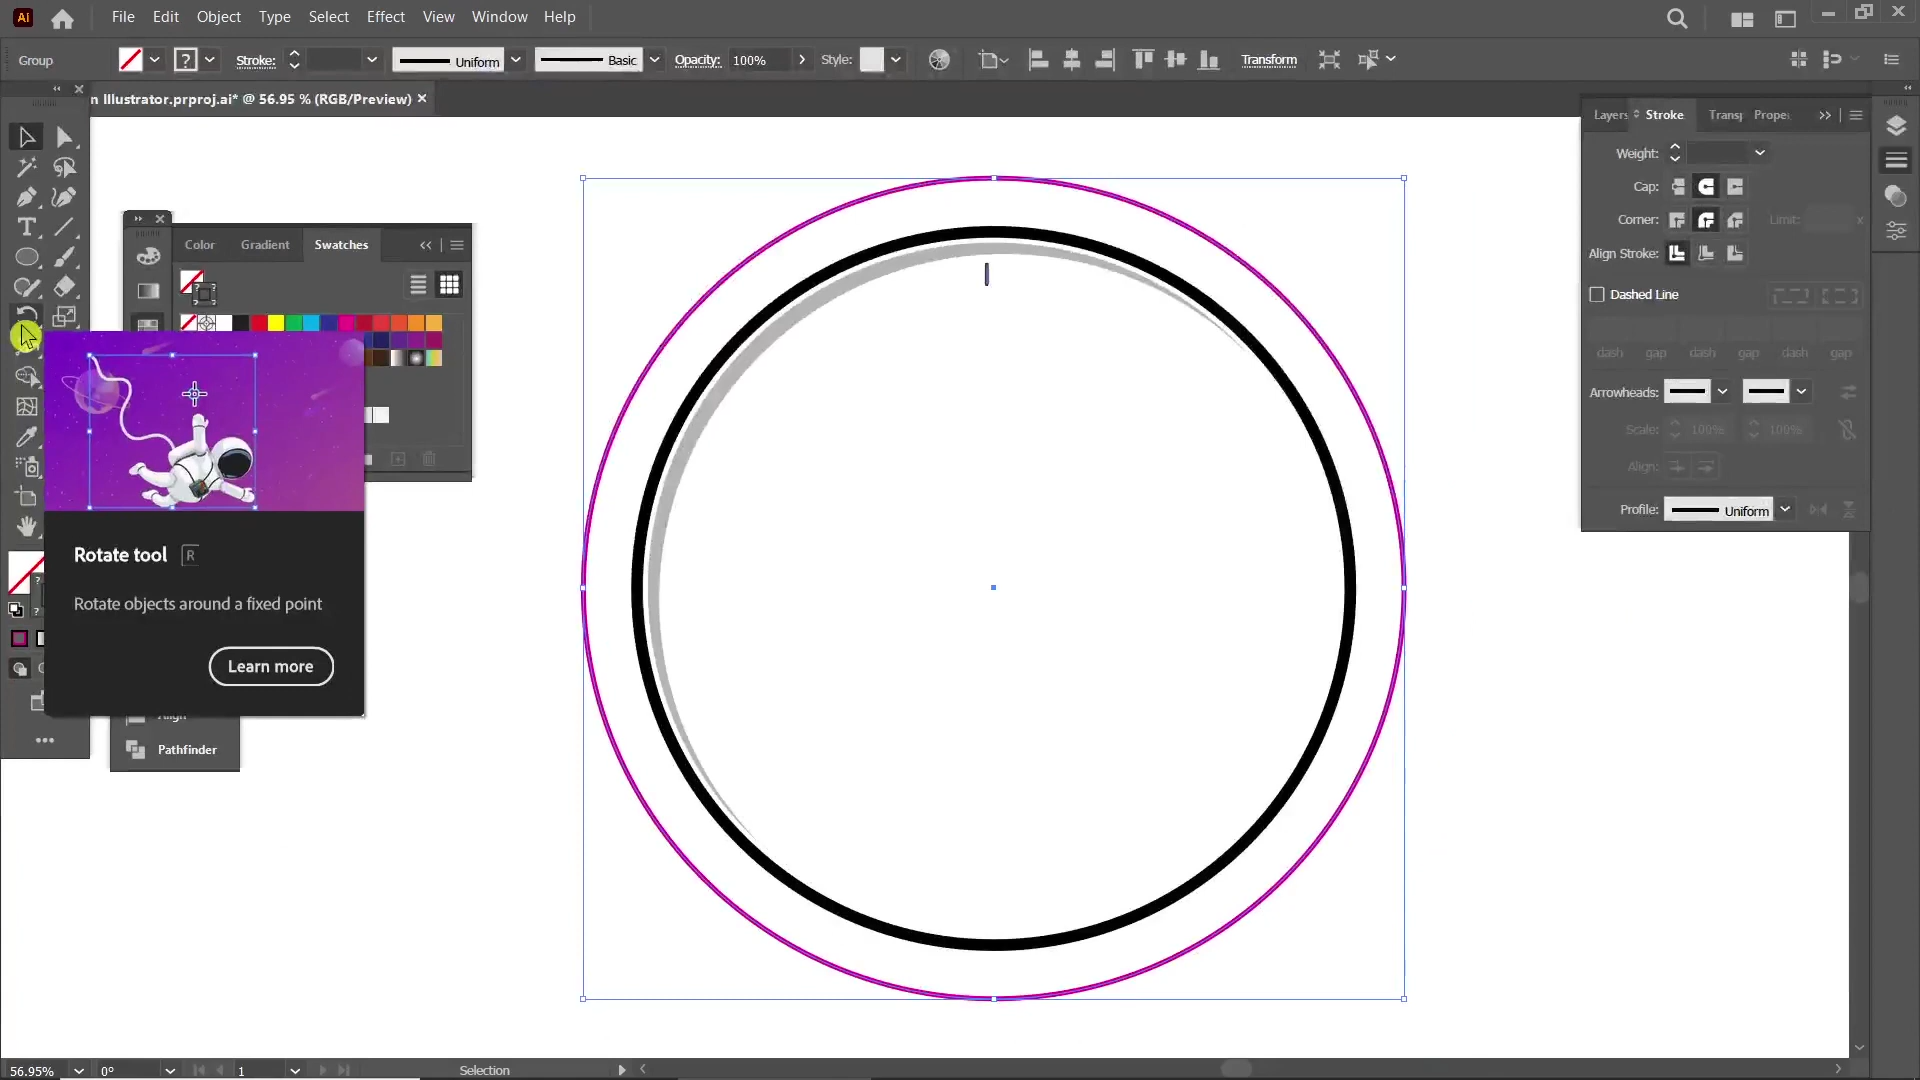 Ai File Edit Object Type Select Effect View Window Help
Group ? Stroke: Uniform Basic Opacity: 100% Style: Transform
n Illustrator.prproj.ai* @ 56.95 % (RGB/Preview)
Layers Stroke Transp Prope
Weight:
Cap:
Corner: Limit: x
Align Stroke:
Dashed Line
dash gap dash gap dash gap
Arrowheads:
Scale: 100% 100%
Align:
Profile: Uniform
Color Gradient Swatches
Rotate tool R
Rotate objects around a fixed point
Learn more
Align
Pathfinder
56.95% 0° 1 Selection